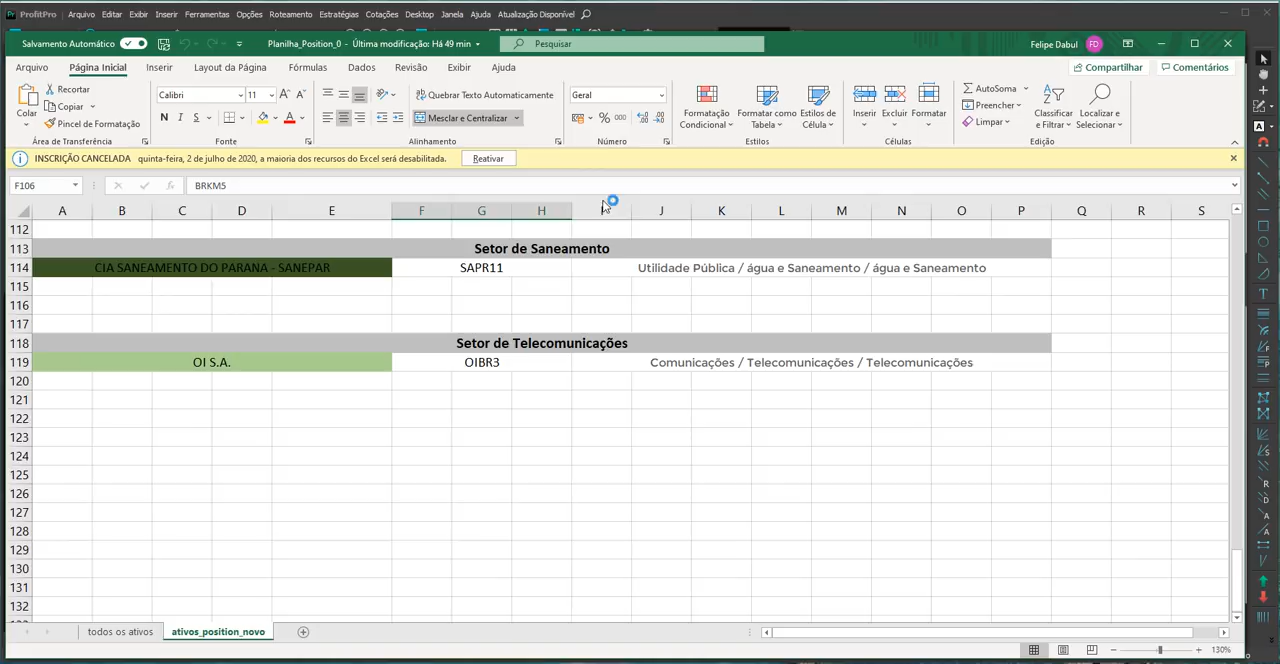 ProfitPro Arquivo Editar Exibir Inserir Ferramentas Opções Roteamento Estratégias Cotações Desktop Janela Ajuda Atualização Disponível
Salvamento Automático Planilha_Position_0 - Última modificação: Há 49 min Pesquisar Felipe Dabul FD
Arquivo Página Inicial Inserir Layout da Página Fórmulas Dados Revisão Exibir Ajuda Compartilhar Comentários
Colar Recortar Copiar Pincel de Formatação
Calibri 11
N I S
Quebrar Texto Automaticamente
Mesclar e Centralizar
Geral
% 000
Formatação Condicional
Formatar como Tabela
Estilos de Célula
Inserir Excluir Formatar
AutoSoma
Preencher
Limpar
Classificar e Filtrar
Localizar e Selecionar
Área de Transferência Fonte Alinhamento Número Estilos Células Edição
INSCRIÇÃO CANCELADA quinta-feira, 2 de julho de 2020, a maioria dos recursos do Excel será desabilitada. Reativar
F106 fx BRKM5
A B C D E F G H I J K L M N O P Q R S
112
113 Setor de Saneamento
114 CIA SANEAMENTO DO PARANA - SANEPAR SAPR11 Utilidade Pública / água e Saneamento / água e Saneamento
115
116
117
118 Setor de Telecomunicações
119 OI S.A. OIBR3 Comunicações / Telecomunicações / Telecomunicações
120
121
122
123
124
125
126
127
128
129
130
131
132
todos os ativos ativos_position_novo
130%